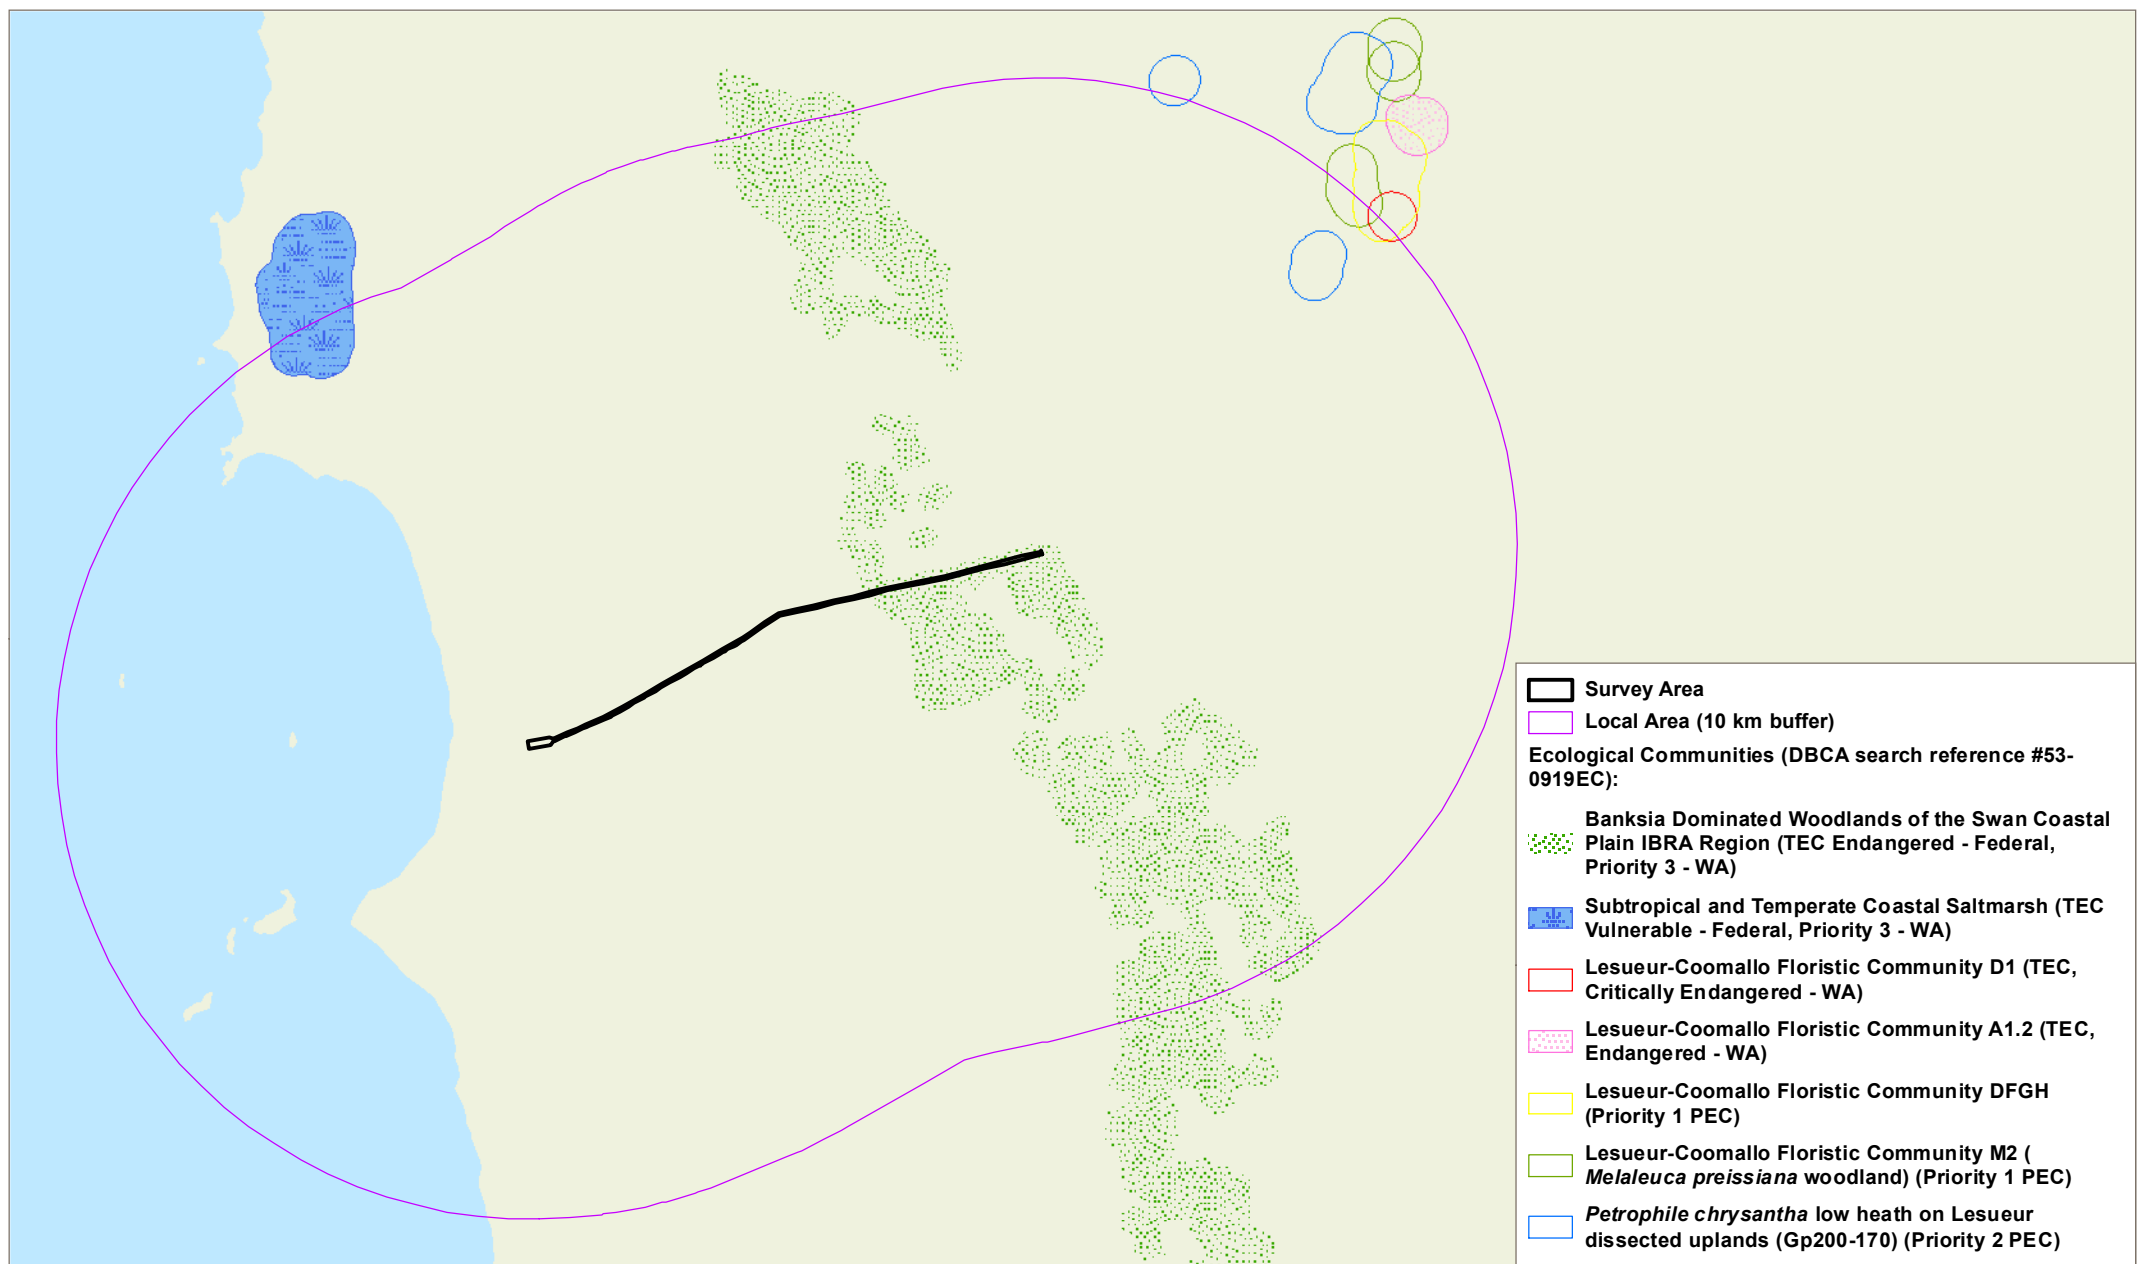 Survey Area
Local Area (10 km buffer)
Ecological Communities (DBCA search reference #53-
0919EC):
Banksia Dominated Woodlands of the Swan Coastal
Plain IBRA Region (TEC Endangered - Federal,
Priority 3 - WA)
Subtropical and Temperate Coastal Saltmarsh (TEC
Vulnerable - Federal, Priority 3 - WA)
Lesueur-Coomallo Floristic Community D1 (TEC,
Critically Endangered - WA)
Lesueur-Coomallo Floristic Community A1.2 (TEC,
Endangered - WA)
Lesueur-Coomallo Floristic Community DFGH
(Priority 1 PEC)
Lesueur-Coomallo Floristic Community M2 (
Melaleuca preissiana woodland) (Priority 1 PEC)
Petrophile chrysantha low heath on Lesueur
dissected uplands (Gp200-170) (Priority 2 PEC)